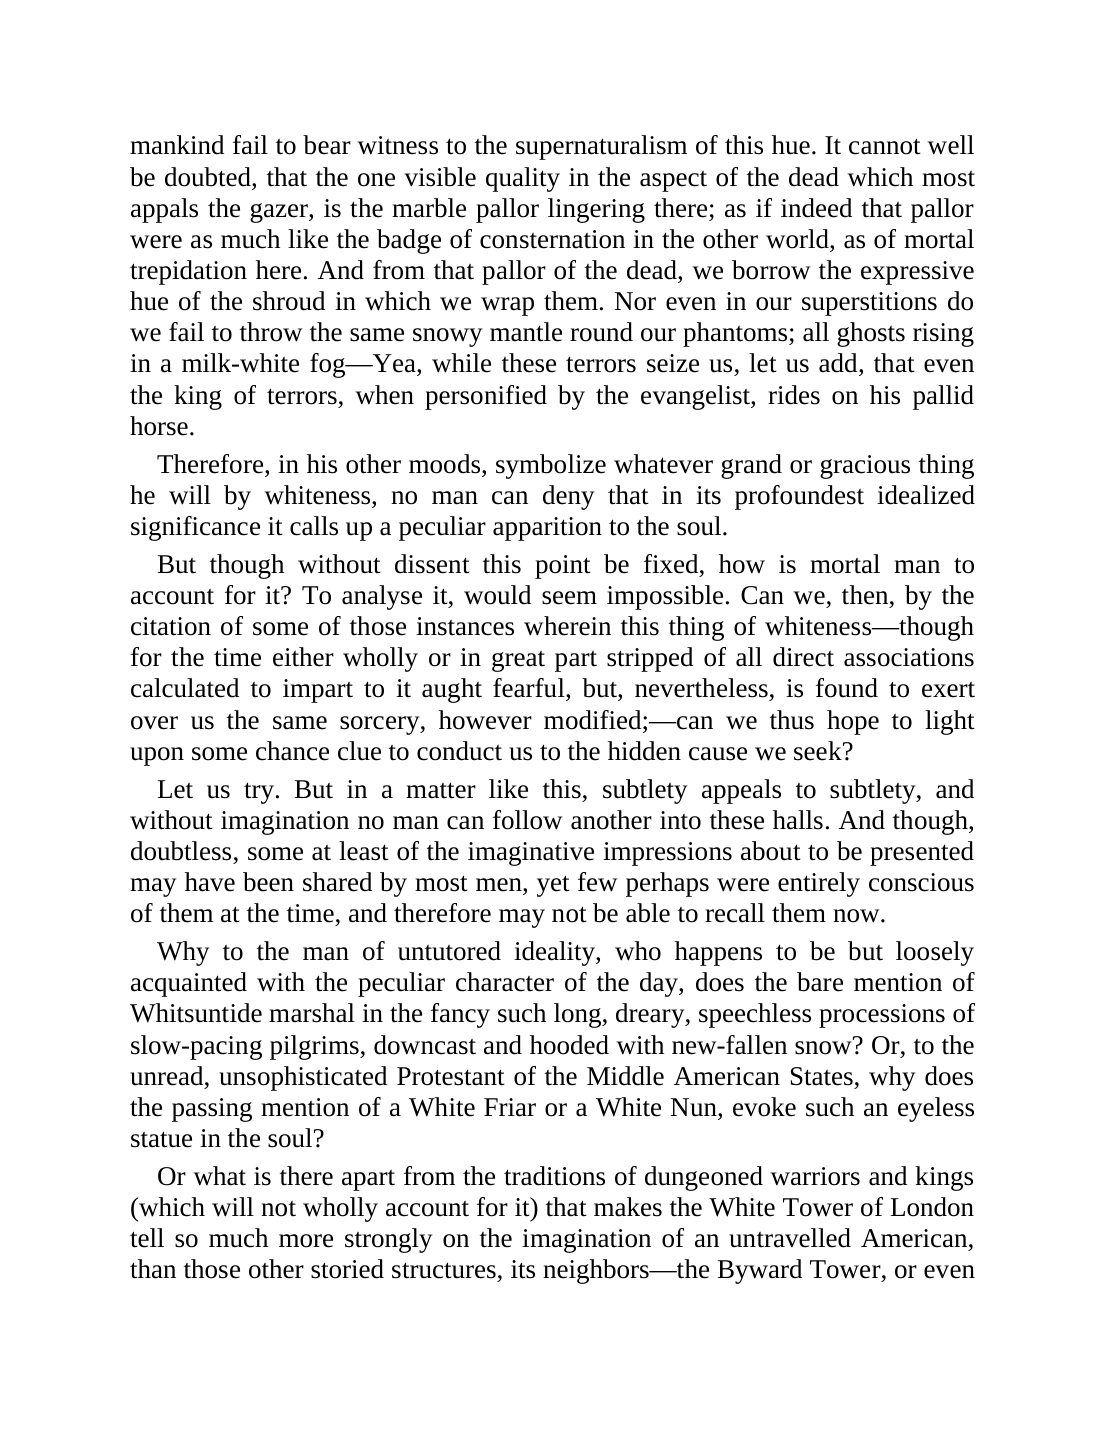 mankind fail to bear witness to the supernaturalism of this hue. It cannot well
be doubted, that the one visible quality in the aspect of the dead which most
appals the gazer, is the marble pallor lingering there; as if indeed that pallor
were as much like the badge of consternation in the other world, as of mortal
trepidation here. And from that pallor of the dead, we borrow the expressive
hue of the shroud in which we wrap them. Nor even in our superstitions do
we fail to throw the same snowy mantle round our phantoms; all ghosts rising
in a milk-white fog—Yea, while these terrors seize us, let us add, that even
the king of terrors, when personified by the evangelist, rides on his pallid
horse.
Therefore, in his other moods, symbolize whatever grand or gracious thing
he will by whiteness, no man can deny that in its profoundest idealized
significance it calls up a peculiar apparition to the soul.
But though without dissent this point be fixed, how is mortal man to
account for it? To analyse it, would seem impossible. Can we, then, by the
citation of some of those instances wherein this thing of whiteness—though
for the time either wholly or in great part stripped of all direct associations
calculated to impart to it aught fearful, but, nevertheless, is found to exert
over us the same sorcery, however modified;—can we thus hope to light
upon some chance clue to conduct us to the hidden cause we seek?
Let us try. But in a matter like this, subtlety appeals to subtlety, and
without imagination no man can follow another into these halls. And though,
doubtless, some at least of the imaginative impressions about to be presented
may have been shared by most men, yet few perhaps were entirely conscious
of them at the time, and therefore may not be able to recall them now.
Why to the man of untutored ideality, who happens to be but loosely
acquainted with the peculiar character of the day, does the bare mention of
Whitsuntide marshal in the fancy such long, dreary, speechless processions of
slow-pacing pilgrims, downcast and hooded with new-fallen snow? Or, to the
unread, unsophisticated Protestant of the Middle American States, why does
the passing mention of a White Friar or a White Nun, evoke such an eyeless
statue in the soul?
Or what is there apart from the traditions of dungeoned warriors and kings
(which will not wholly account for it) that makes the White Tower of London
tell so much more strongly on the imagination of an untravelled American,
than those other storied structures, its neighbors—the Byward Tower, or even